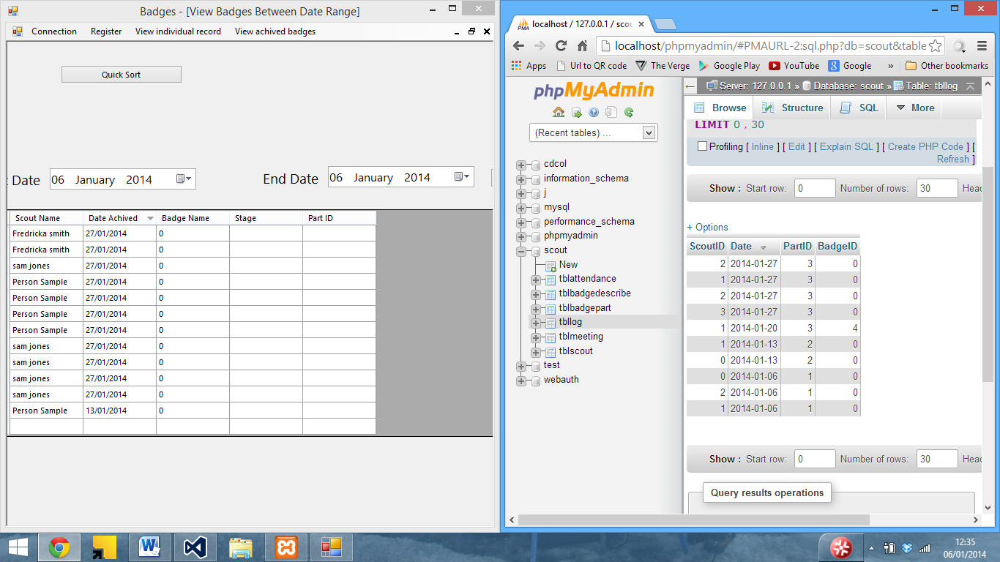 Badges - [View Badges Between Date Range]
Connection Register View individual record View achived badges
Quick Sort
t Date 06 January 2014 End Date 06 January 2014
Scout Name Date Achived Badge Name Stage Part ID
Fredricka smith 27/01/2014 0
Fredricka smith 27/01/2014 0
sam jones 27/01/2014 0
Person Sample 27/01/2014 0
Person Sample 27/01/2014 0
Person Sample 27/01/2014 0
Person Sample 27/01/2014 0
sam jones 27/01/2014 0
sam jones 27/01/2014 0
sam jones 27/01/2014 0
sam jones 27/01/2014 0
Person Sample 13/01/2014 0
PMA localhost / 127.0.0.1 / scou
localhost/phpmyadmin/#PMAURL-2:sql.php?db=scout&table
Apps Url to QR code The Verge Google Play YouTube 8 Google » Other bookmarks
phpMyAdmin
(Recent tables) ...
cdcol
information_schema
j
mysql
performance_schema
phpmyadmin
scout
New
tblattendance
tblbadgedescribe
tblbadgepart
tbllog
tblmeeting
tblscout
test
webauth
Server: 127.0.0.1 » Database: scout » Table: tbllog
Browse Structure SQL More
LIMIT 0 , 30
Profiling [ Inline ] [ Edit ] [ Explain SQL ] [ Create PHP Code ] [
Refresh ]
Show : Start row: 0 Number of rows: 30 Head
+ Options
ScoutID Date PartID BadgeID
2 2014-01-27 3 0
1 2014-01-27 3 0
2 2014-01-27 3 0
3 2014-01-27 3 0
1 2014-01-20 3 4
1 2014-01-13 2 0
0 2014-01-13 2 0
0 2014-01-06 1 0
2 2014-01-06 1 0
1 2014-01-06 1 0
Show : Start row: 0 Number of rows: 30 Head
Query results operations
12:35
06/01/2014